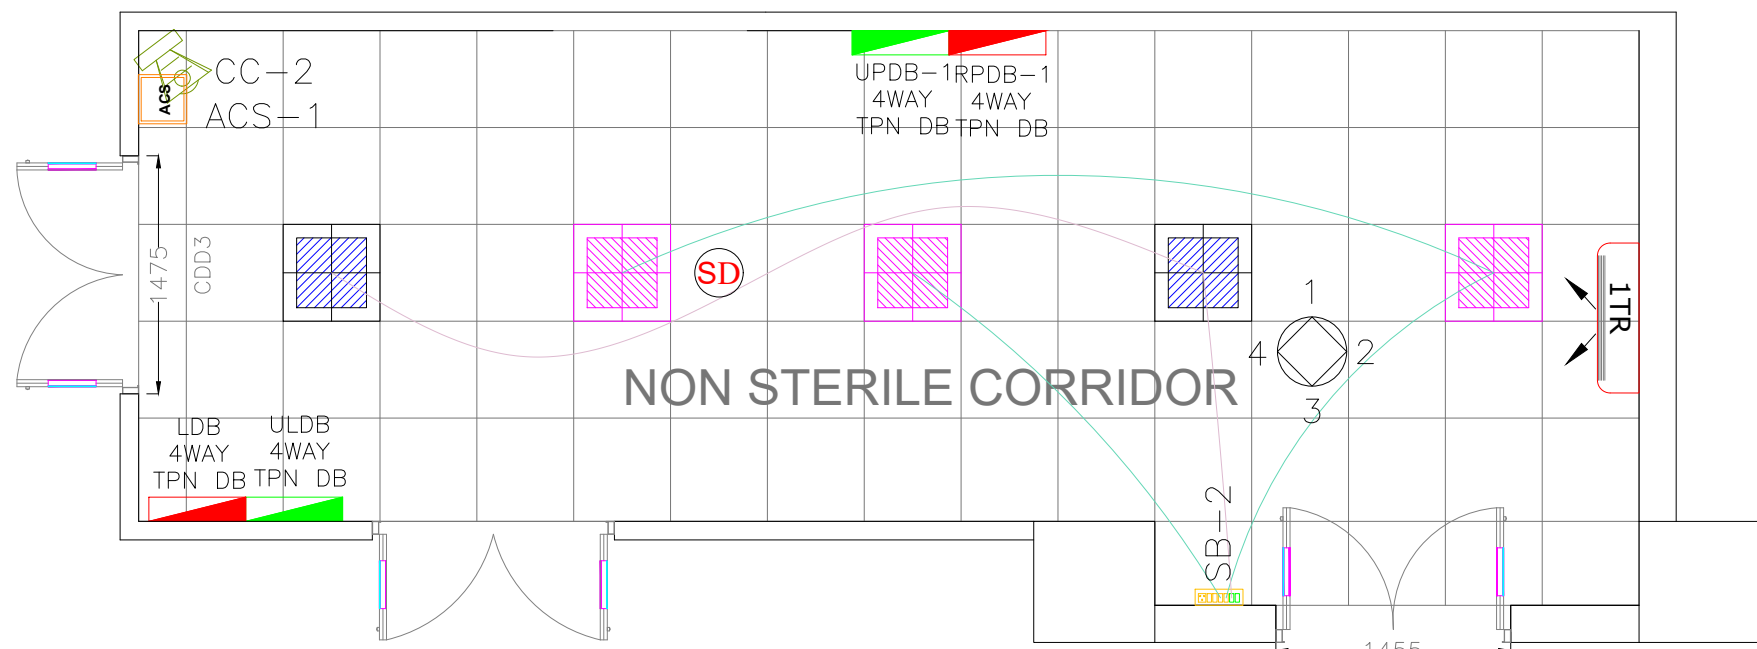 CC-2
ACS
ACS-1
UPDB-1
4WAY
TPN DB
RPDB-1
4WAY
TPN DB
1475
CDD3
SD
1TR
1
4
2
3
NON STERILE CORRIDOR
LDB
4WAY
TPN DB
ULDB
4WAY
TPN DB
SB-2
1455